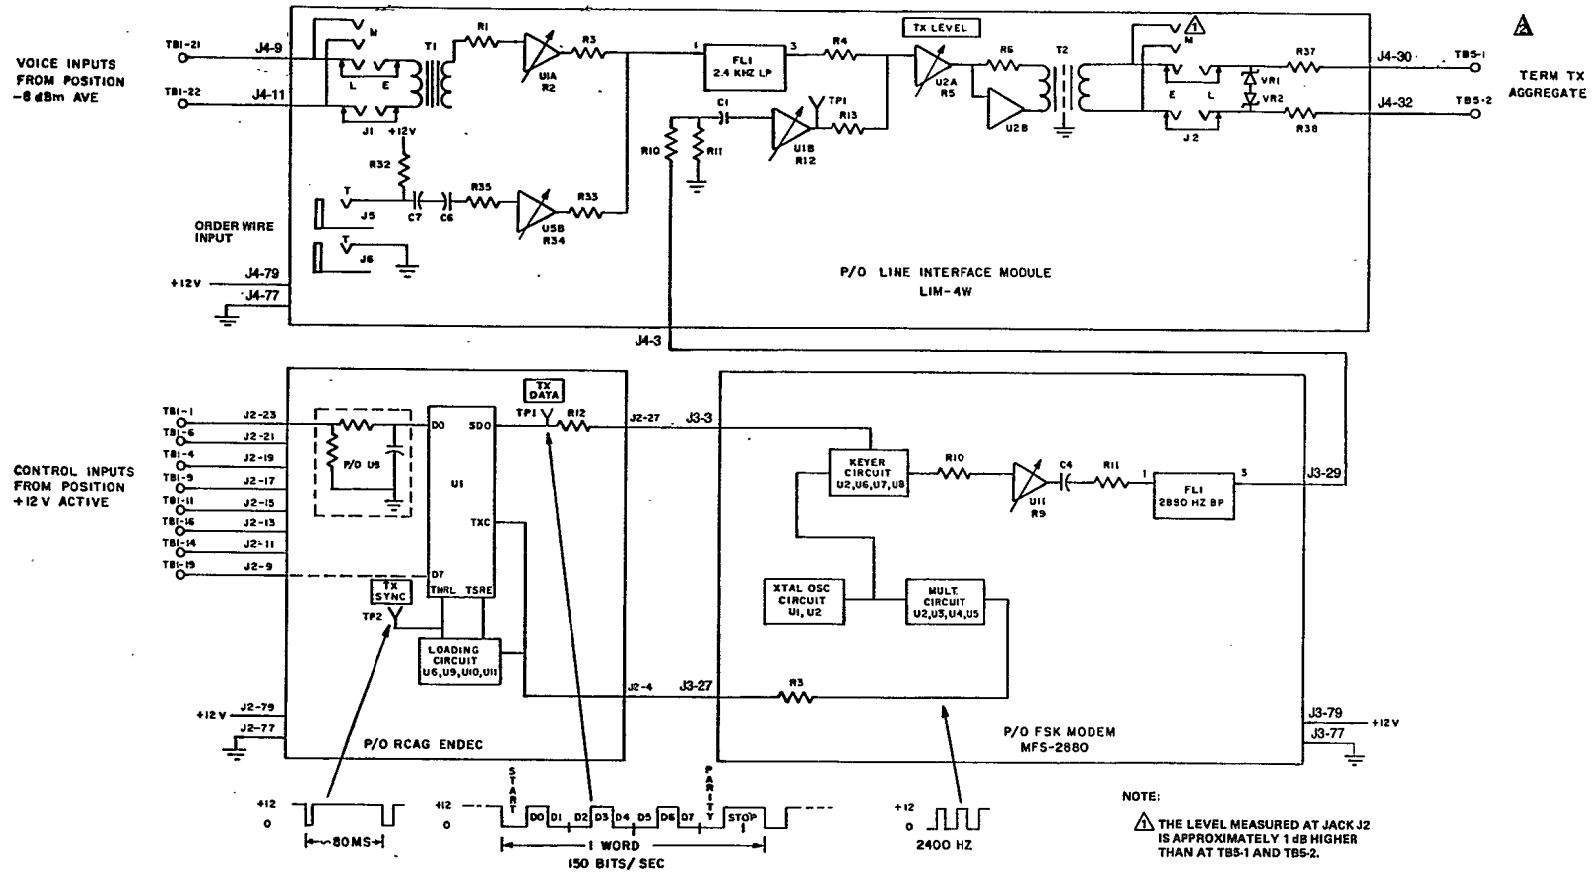 TB1-21
J4-9
M
T1
R1
U1A
R2
R3
1
FL1
2.4 KHZ LP
3
R4
TX LEVEL
U2A
R5
R6
U2B
T2
1
M
R37
J4-30
TB5-1
2
VOICE INPUTS
FROM POSITION
-8 dBm AVE
TB1-22
J4-11
L E
J1
+12V
R32
C1
TP1
R13
U1B
R12
R10
R11
E L
J2
VR1
VR2
R38
J4-32
TB5-2
TERM TX
AGGREGATE
T
J5
C7
C6
R35
U5B
R34
R33
ORDER WIRE
INPUT
T
J6
J4-79
+12V
J4-77
P/O LINE INTERFACE MODULE
LIM-4W
J4-3
TB1-1
TB1-6
TB1-4
TB1-9
TB1-11
TB1-16
TB1-14
TB1-19
J2-23
J2-21
J2-19
J2-17
J2-15
J2-13
J2-11
J2-9
CONTROL INPUTS
FROM POSITION
+12 V ACTIVE
P/O U5
D0
SDO
U1
TXC
D7
THRL TSRE
TX
DATA
TP1
R12
J2-27
J3-3
TX
SYNC
TP2
LOADING
CIRCUIT
U6,U9,U10,U11
KEYER
CIRCUIT
U2,U6,U7,U8
R10
U11
R9
C4
R11
1
FL1
2880 HZ BP
3
J3-29
XTAL OSC
CIRCUIT
U1, U2
MULT.
CIRCUIT
U2,U3,U4,U5
J2-4
J3-27
R3
J2-79
+12 V
J2-77
P/O RCAG ENDEC
P/O FSK MODEM
MFS-2880
J3-79
+12V
J3-77
+12
0
~80MS
START
PARITY
+12
0
D0 D1 D2 D3 D4 D5 D6 D7 STOP
1 WORD
150 BITS/SEC
+12
0
2400 HZ
NOTE:
1 THE LEVEL MEASURED AT JACK J2
IS APPROXIMATELY 1 dB HIGHER
THAN AT TB5-1 AND TB5-2.